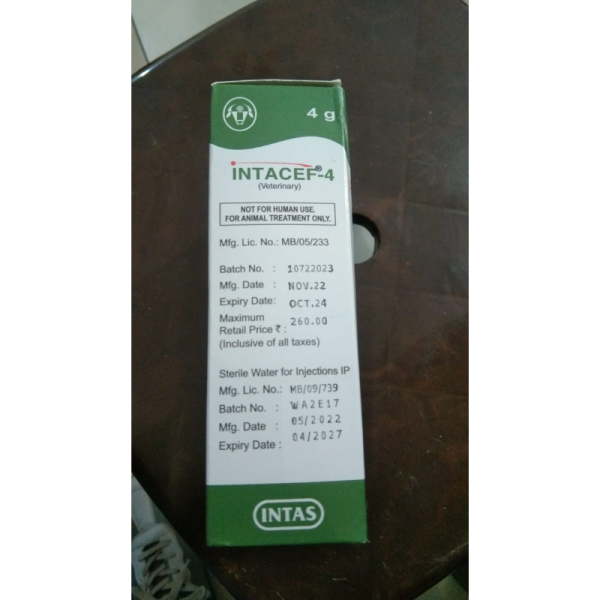 4 g
INTACEF®-4
(Veterinary)
NOT FOR HUMAN USE.
FOR ANIMAL TREATMENT ONLY.
Mfg. Lic. No.: MB/05/233
Batch No. : 10722023
Mfg. Date : NOV.22
Expiry Date: OCT.24
Maximum
Retail Price ₹ : 260.00
(Inclusive of all taxes)
Sterile Water for Injections IP
Mfg. Lic. No.: MB/09/739
Batch No. : WA2E17
Mfg. Date : 05/2022
Expiry Date : 04/2027
INTAS